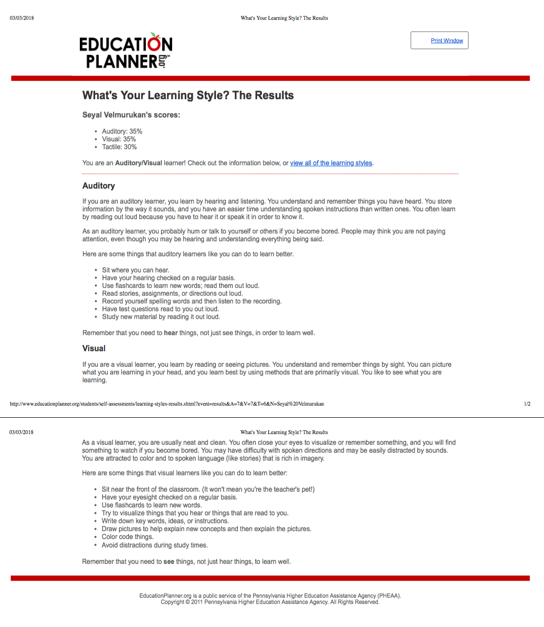 03/03/2018 What's Your Learning Style? The Results
EDUCATION
PLANNER.org
Print Window
What's Your Learning Style? The Results
Seyal Velmurukan's scores:
• Auditory: 35%
• Visual: 35%
• Tactile: 30%
You are an Auditory/Visual learner! Check out the information below, or view all of the learning styles.
Auditory
If you are an auditory learner, you learn by hearing and listening. You understand and remember things you have heard. You store
information by the way it sounds, and you have an easier time understanding spoken instructions than written ones. You often learn
by reading out loud because you have to hear it or speak it in order to know it.
As an auditory learner, you probably hum or talk to yourself or others if you become bored. People may think you are not paying
attention, even though you may be hearing and understanding everything being said.
Here are some things that auditory learners like you can do to learn better.
• Sit where you can hear.
• Have your hearing checked on a regular basis.
• Use flashcards to learn new words; read them out loud.
• Read stories, assignments, or directions out loud.
• Record yourself spelling words and then listen to the recording.
• Have test questions read to you out loud.
• Study new material by reading it out loud.
Remember that you need to hear things, not just see things, in order to learn well.
Visual
If you are a visual learner, you learn by reading or seeing pictures. You understand and remember things by sight. You can picture
what you are learning in your head, and you learn best by using methods that are primarily visual. You like to see what you are
learning.
http://www.educationplanner.org/students/self-assessments/learning-styles-results.shtml?event=results&A=7&V=7&T=6&N=Seyal%20Velmurukan 1/2
03/03/2018 What's Your Learning Style? The Results
As a visual learner, you are usually neat and clean. You often close your eyes to visualize or remember something, and you will find
something to watch if you become bored. You may have difficulty with spoken directions and may be easily distracted by sounds.
You are attracted to color and to spoken language (like stories) that is rich in imagery.
Here are some things that visual learners like you can do to learn better:
• Sit near the front of the classroom. (It won't mean you're the teacher's pet!)
• Have your eyesight checked on a regular basis.
• Use flashcards to learn new words.
• Try to visualize things that you hear or things that are read to you.
• Write down key words, ideas, or instructions.
• Draw pictures to help explain new concepts and then explain the pictures.
• Color code things.
• Avoid distractions during study times.
Remember that you need to see things, not just hear things, to learn well.
EducationPlanner.org is a public service of the Pennsylvania Higher Education Assistance Agency (PHEAA).
Copyright © 2011 Pennsylvania Higher Education Assistance Agency. All Rights Reserved.